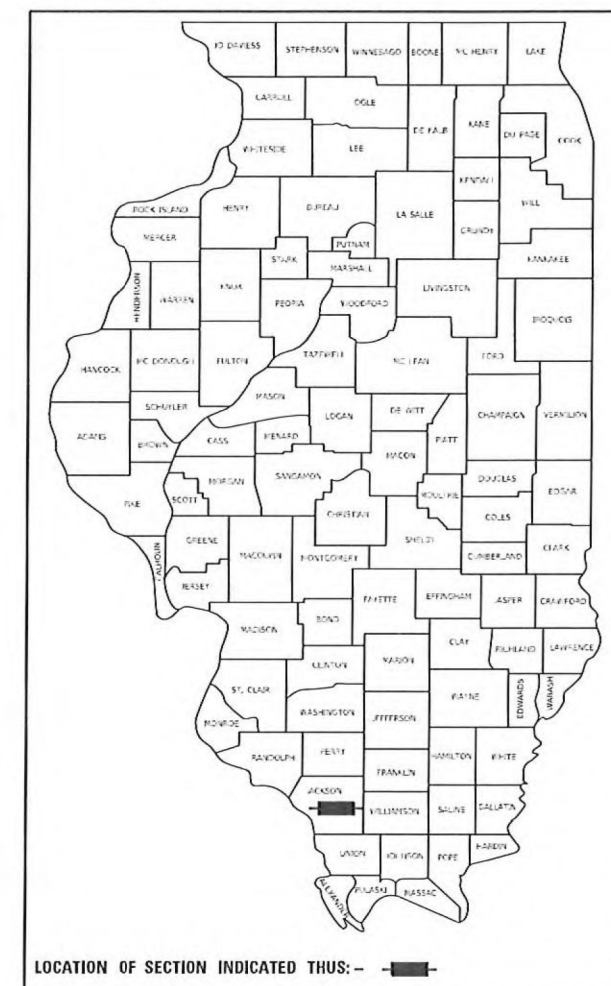 JO DAVIESS STEPHENSON WINNEBAGO BOONE MC HENRY LAKE
CARROLL OGLE DE KALB KANE DU PAGE COOK
WHITESIDE LEE KENDALL WILL
ROCK ISLAND HENRY BUREAU LA SALLE GRUNDY
MERCER PUTNAM KANKAKEE
HENDERSON WARREN KNOX STARK MARSHALL LIVINGSTON IROQUOIS
PEORIA WOODFORD
HANCOCK MC DONOUGH FULTON TAZEWELL MC LEAN FORD
SCHUYLER MASON LOGAN DE WITT CHAMPAIGN VERMILION
ADAMS BROWN CASS MENARD MACON PIATT
PIKE SCOTT MORGAN SANGAMON CHRISTIAN MOULTRIE DOUGLAS EDGAR
COLES
CALHOUN GREENE MACOUPIN MONTGOMERY SHELBY CUMBERLAND CLARK
JERSEY FAYETTE EFFINGHAM JASPER CRAWFORD
MADISON BOND
CLINTON MARION CLAY RICHLAND LAWRENCE
ST. CLAIR WASHINGTON JEFFERSON WAYNE EDWARDS WABASH
MONROE
RANDOLPH PERRY HAMILTON WHITE
FRANKLIN
JACKSON WILLIAMSON SALINE GALLATIN
UNION JOHNSON POPE HARDIN
ALEXANDER PULASKI MASSAC
LOCATION OF SECTION INDICATED THUS: -